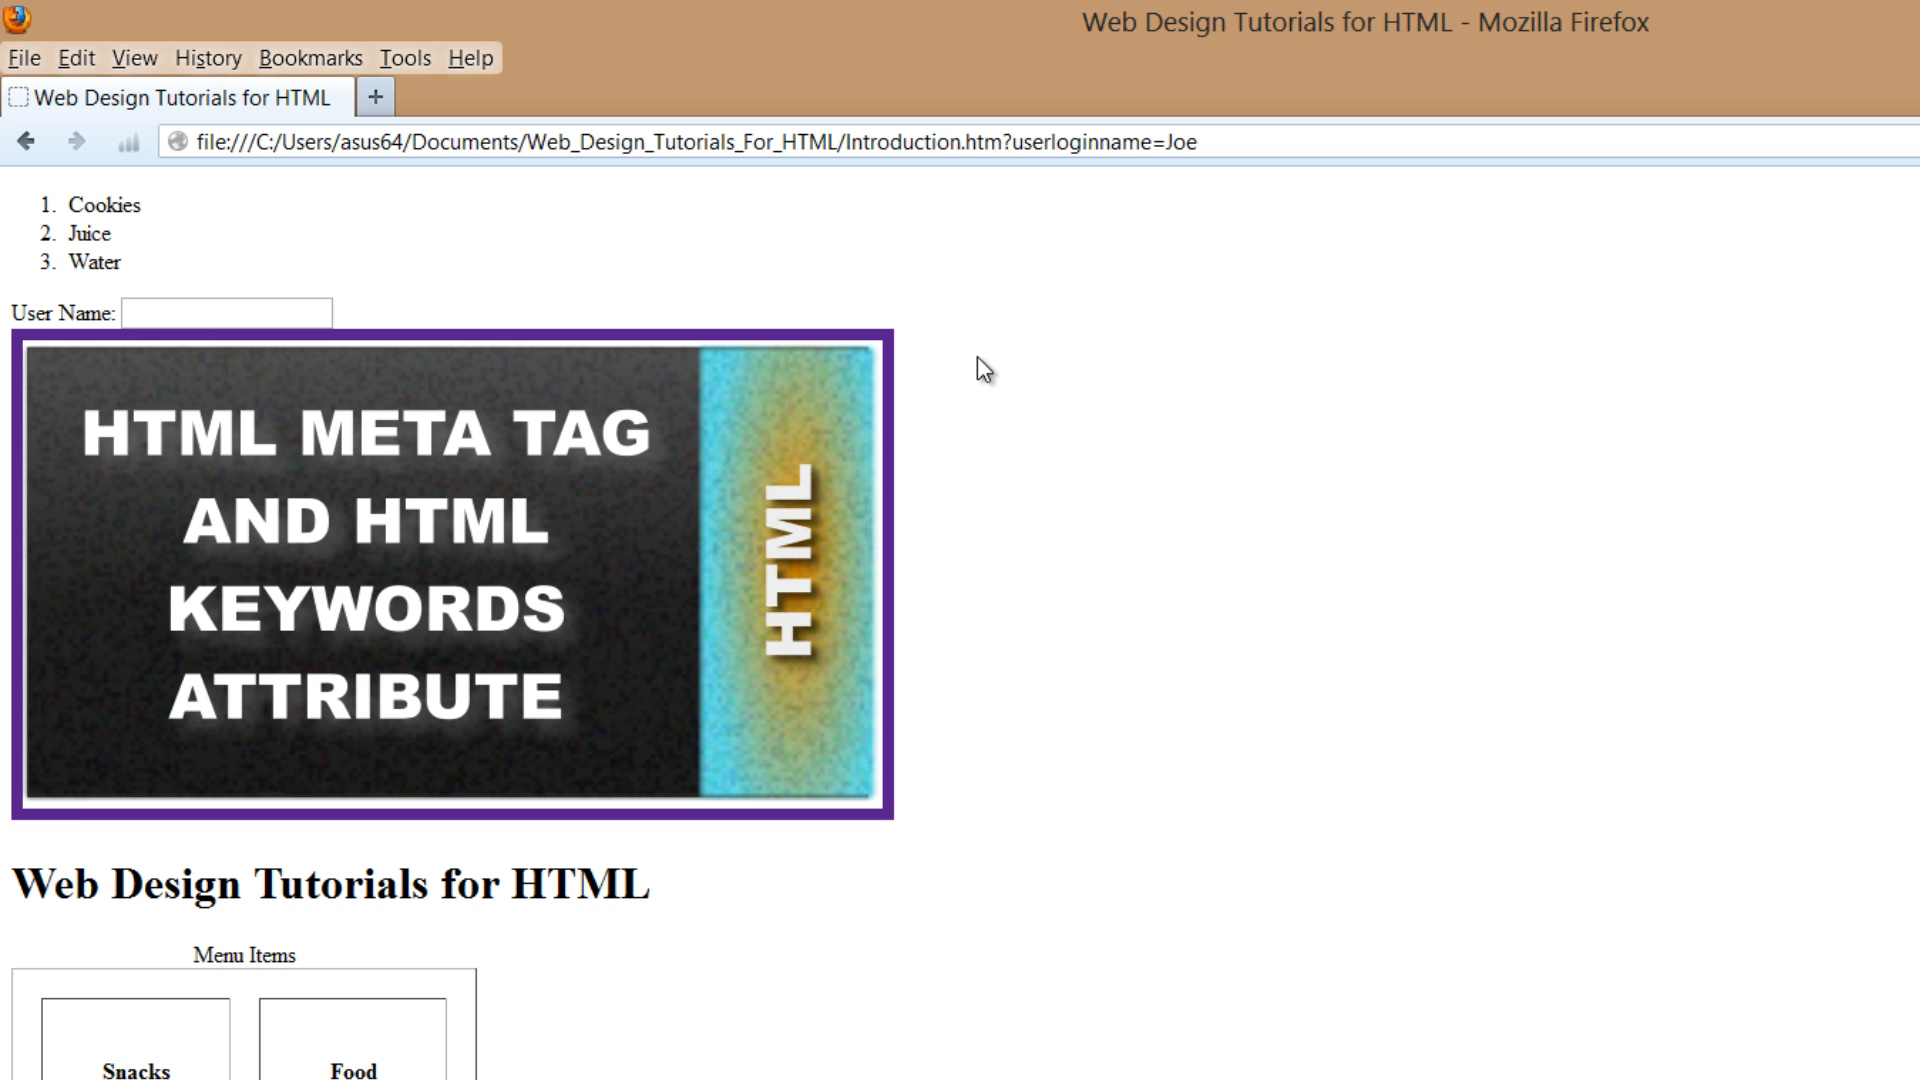 Web Design Tutorials for HTML - Mozilla Firefox
File Edit View History Bookmarks Tools Help
Web Design Tutorials for HTML +
file:///C:/Users/asus64/Documents/Web_Design_Tutorials_For_HTML/Introduction.htm?userloginname=Joe
1. Cookies
2. Juice
3. Water
User Name:
HTML META TAG
AND HTML
KEYWORDS
ATTRIBUTE
HTML
Web Design Tutorials for HTML
Menu Items
Snacks Food